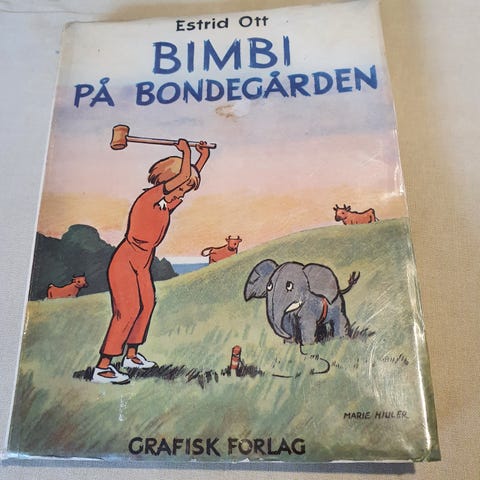 Estrid Ott
BIMBI
PÅ BONDEGÅRDEN
MARIE HJULER
GRAFISK FORLAG